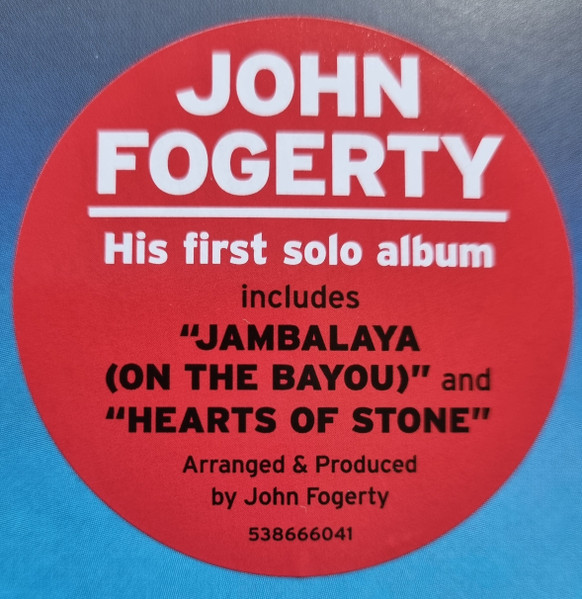 JOHN
FOGERTY
His first solo album
includes
“JAMBALAYA
(ON THE BAYOU)” and
“HEARTS OF STONE”
Arranged & Produced
by John Fogerty
538666041